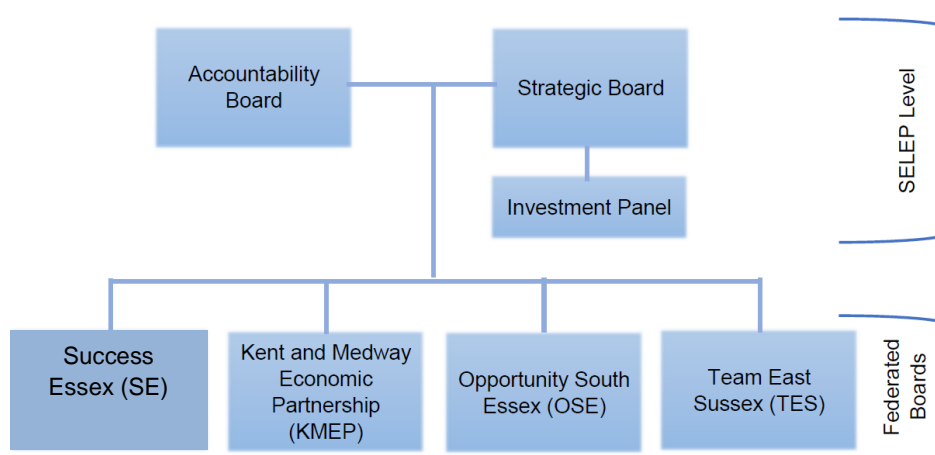 Accountability
Board
Strategic Board
Investment Panel
SELEP Level
Success
Essex (SE)
Kent and Medway
Economic
Partnership
(KMEP)
Opportunity South
Essex (OSE)
Team East
Sussex (TES)
Federated
Boards